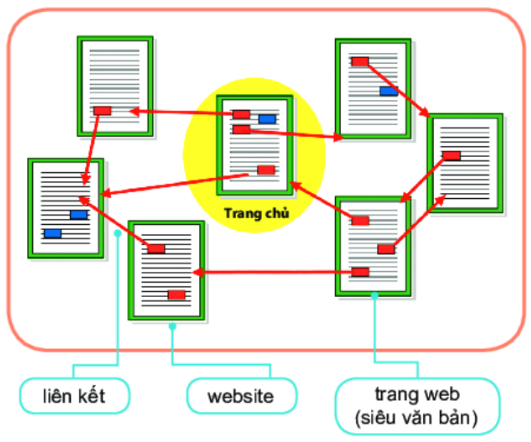 Trang chủ
liên kết
website
trang web
(siêu văn bản)